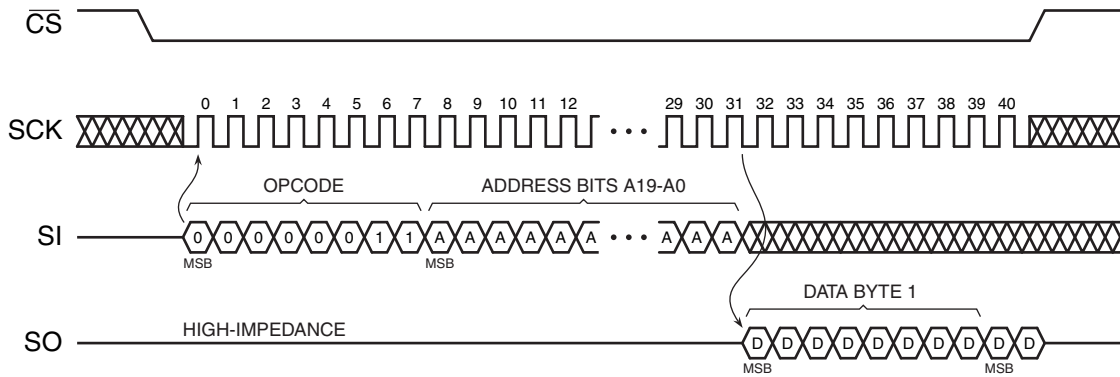 CS
0 1 2 3 4 5 6 7 8 9 10 11 12 29 30 31 32 33 34 35 36 37 38 39 40
SCK
OPCODE ADDRESS BITS A19-A0
SI 0 0 0 0 0 0 1 1 A A A A A A A A A
MSB MSB
DATA BYTE 1
HIGH-IMPEDANCE
SO D D D D D D D D D D
MSB MSB